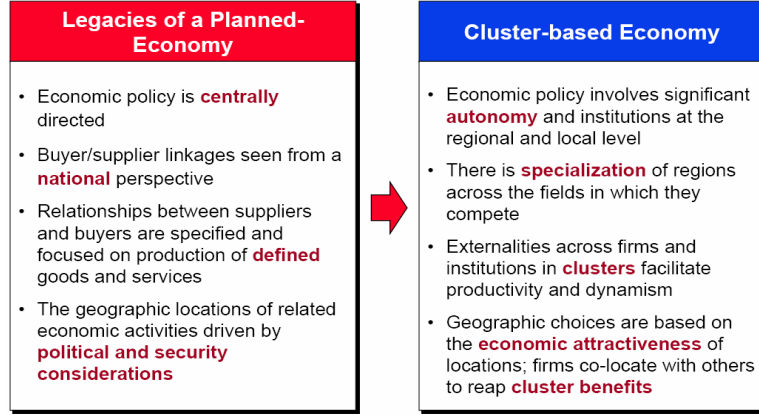 Legacies of a Planned-
Economy
• Economic policy is centrally
directed
• Buyer/supplier linkages seen from a
national perspective
• Relationships between suppliers
and buyers are specified and
focused on production of defined
goods and services
• The geographic locations of related
economic activities driven by
political and security
considerations
Cluster-based Economy
• Economic policy involves significant
autonomy and institutions at the
regional and local level
• There is specialization of regions
across the fields in which they
compete
• Externalities across firms and
institutions in clusters facilitate
productivity and dynamism
• Geographic choices are based on
the economic attractiveness of
locations; firms co-locate with others
to reap cluster benefits